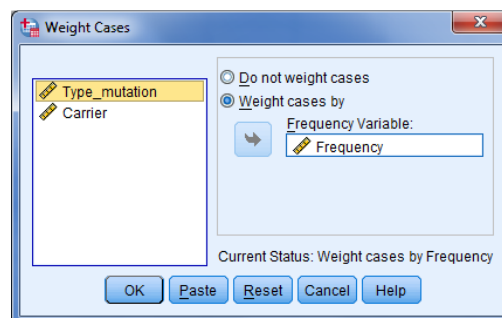 Weight Cases
Type_mutation
Carrier
Do not weight cases
Weight cases by
Frequency Variable:
Frequency
Current Status: Weight cases by Frequency
OK Paste Reset Cancel Help